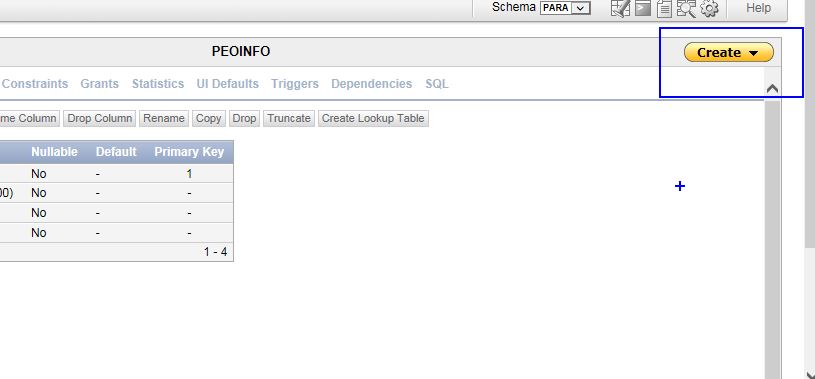 Schema PARA Help
PEOINFO
Create
Constraints Grants Statistics UI Defaults Triggers Dependencies SQL
me Column Drop Column Rename Copy Drop Truncate Create Lookup Table
Nullable Default Primary Key
No - 1
00) No - -
No - -
No - -
1 - 4